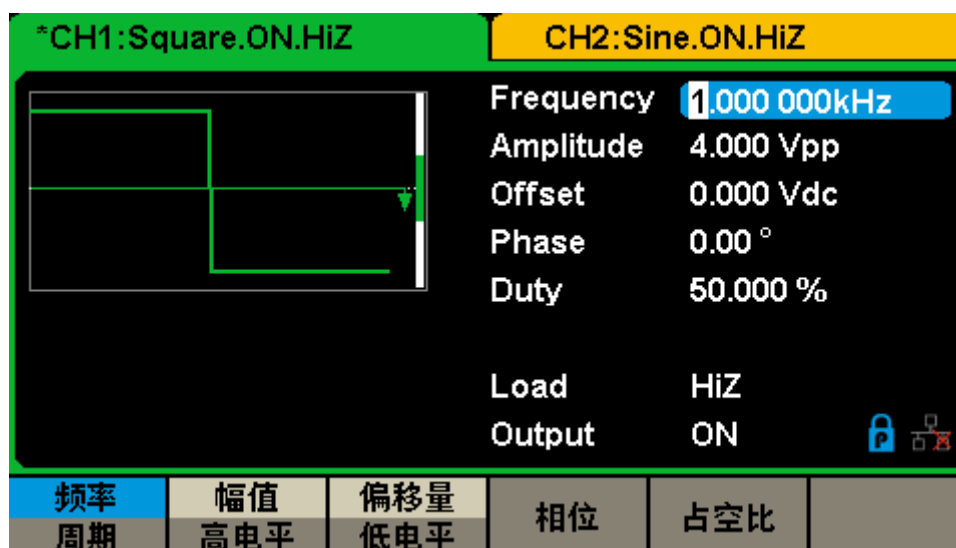 *CH1:Square.ON.HiZ
CH2:Sine.ON.HiZ
Frequency 1.000 000kHz
Amplitude 4.000 Vpp
Offset 0.000 Vdc
Phase 0.00 °
Duty 50.000 %
Load HiZ
Output ON
P
频率 幅值 偏移量 相位 占空比
周期 高电平 低电平